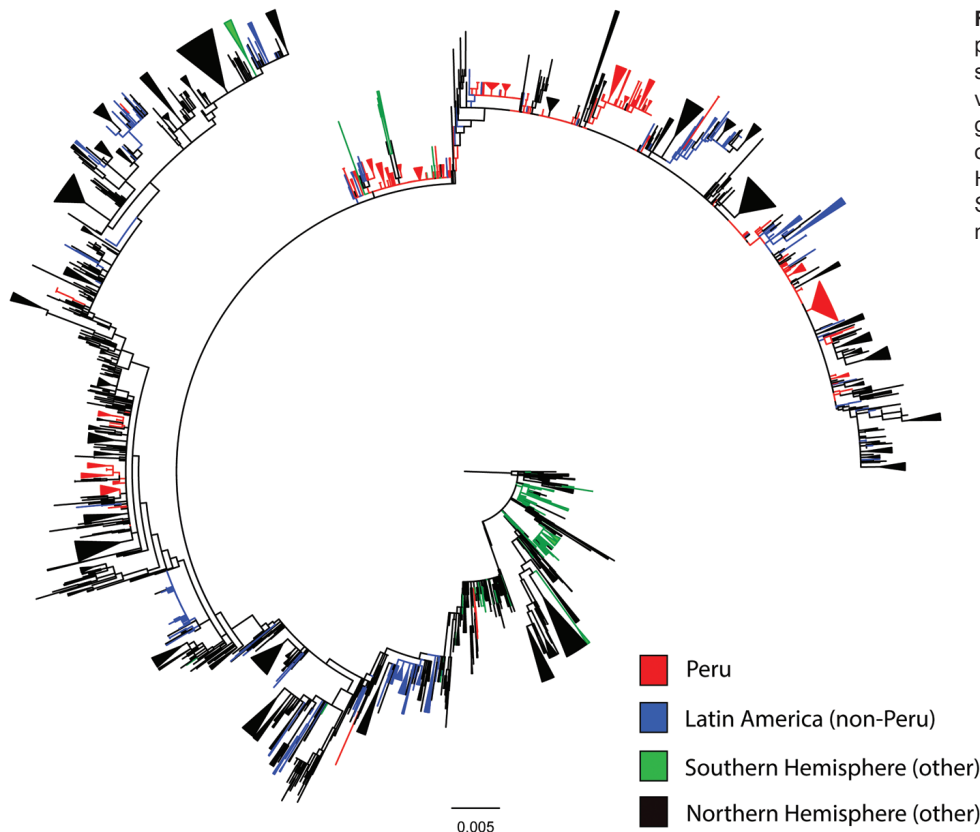 Peru
Latin America (non-Peru)
Southern Hemisphere (other)
Northern Hemisphere (other)
0.005